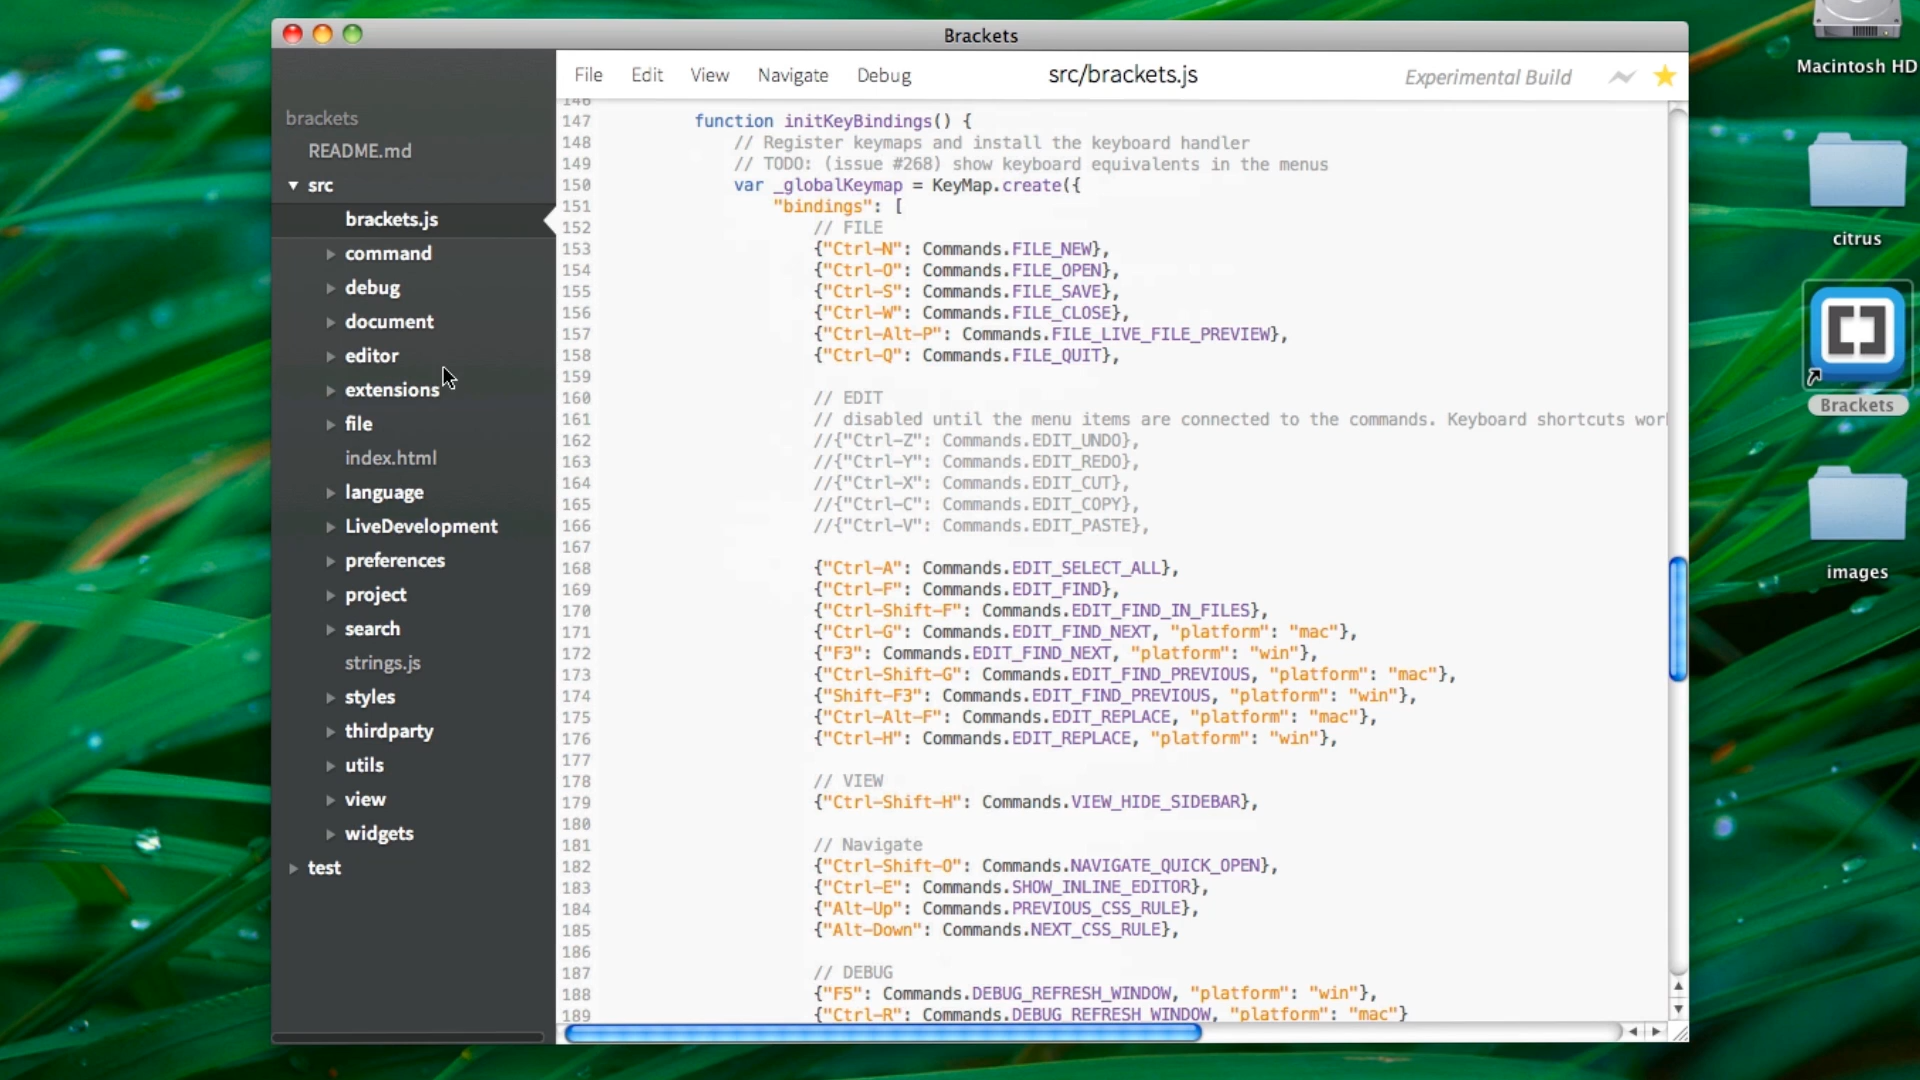 Brackets
File Edit View Navigate Debug
src/brackets.js
Experimental Build
brackets
README.md
src
brackets.js
command
debug
document
editor
extensions
file
index.html
language
LiveDevelopment
preferences
project
search
strings.js
styles
thirdparty
utils
view
widgets
test
146
147 function initKeyBindings() {
148 // Register keymaps and install the keyboard handler
149 // TODO: (issue #268) show keyboard equivalents in the menus
150 var _globalKeymap = KeyMap.create({
151 "bindings": [
152 // FILE
153 {"Ctrl-N": Commands.FILE_NEW},
154 {"Ctrl-O": Commands.FILE_OPEN},
155 {"Ctrl-S": Commands.FILE_SAVE},
156 {"Ctrl-W": Commands.FILE_CLOSE},
157 {"Ctrl-Alt-P": Commands.FILE_LIVE_FILE_PREVIEW},
158 {"Ctrl-Q": Commands.FILE_QUIT},
159
160 // EDIT
161 // disabled until the menu items are connected to the commands. Keyboard shortcuts wor
162 //{"Ctrl-Z": Commands.EDIT_UNDO},
163 //{"Ctrl-Y": Commands.EDIT_REDO},
164 //{"Ctrl-X": Commands.EDIT_CUT},
165 //{"Ctrl-C": Commands.EDIT_COPY},
166 //{"Ctrl-V": Commands.EDIT_PASTE},
167
168 {"Ctrl-A": Commands.EDIT_SELECT_ALL},
169 {"Ctrl-F": Commands.EDIT_FIND},
170 {"Ctrl-Shift-F": Commands.EDIT_FIND_IN_FILES},
171 {"Ctrl-G": Commands.EDIT_FIND_NEXT, "platform": "mac"},
172 {"F3": Commands.EDIT_FIND_NEXT, "platform": "win"},
173 {"Ctrl-Shift-G": Commands.EDIT_FIND_PREVIOUS, "platform": "mac"},
174 {"Shift-F3": Commands.EDIT_FIND_PREVIOUS, "platform": "win"},
175 {"Ctrl-Alt-F": Commands.EDIT_REPLACE, "platform": "mac"},
176 {"Ctrl-H": Commands.EDIT_REPLACE, "platform": "win"},
177
178 // VIEW
179 {"Ctrl-Shift-H": Commands.VIEW_HIDE_SIDEBAR},
180
181 // Navigate
182 {"Ctrl-Shift-O": Commands.NAVIGATE_QUICK_OPEN},
183 {"Ctrl-E": Commands.SHOW_INLINE_EDITOR},
184 {"Alt-Up": Commands.PREVIOUS_CSS_RULE},
185 {"Alt-Down": Commands.NEXT_CSS_RULE},
186
187 // DEBUG
188 {"F5": Commands.DEBUG_REFRESH_WINDOW, "platform": "win"},
189 {"Ctrl-R": Commands.DEBUG_REFRESH_WINDOW, "platform": "mac"}
Macintosh HD
citrus
Brackets
images